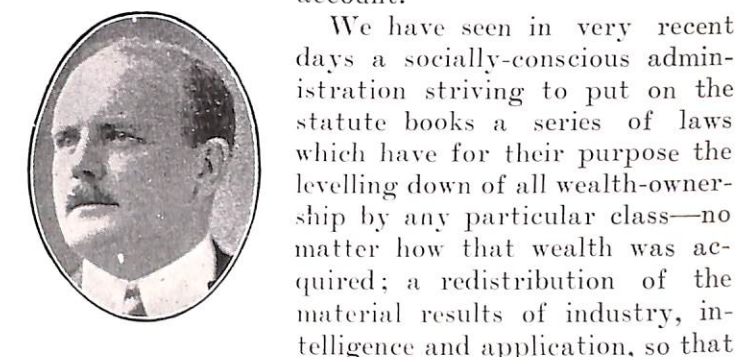 account.
We have seen in very recent
days a socially-conscious admin-
istration striving to put on the
statute books a series of laws
which have for their purpose the
levelling down of all wealth-owner-
ship by any particular class—no
matter how that wealth was ac-
quired; a redistribution of the
material results of industry, in-
telligence and application, so that